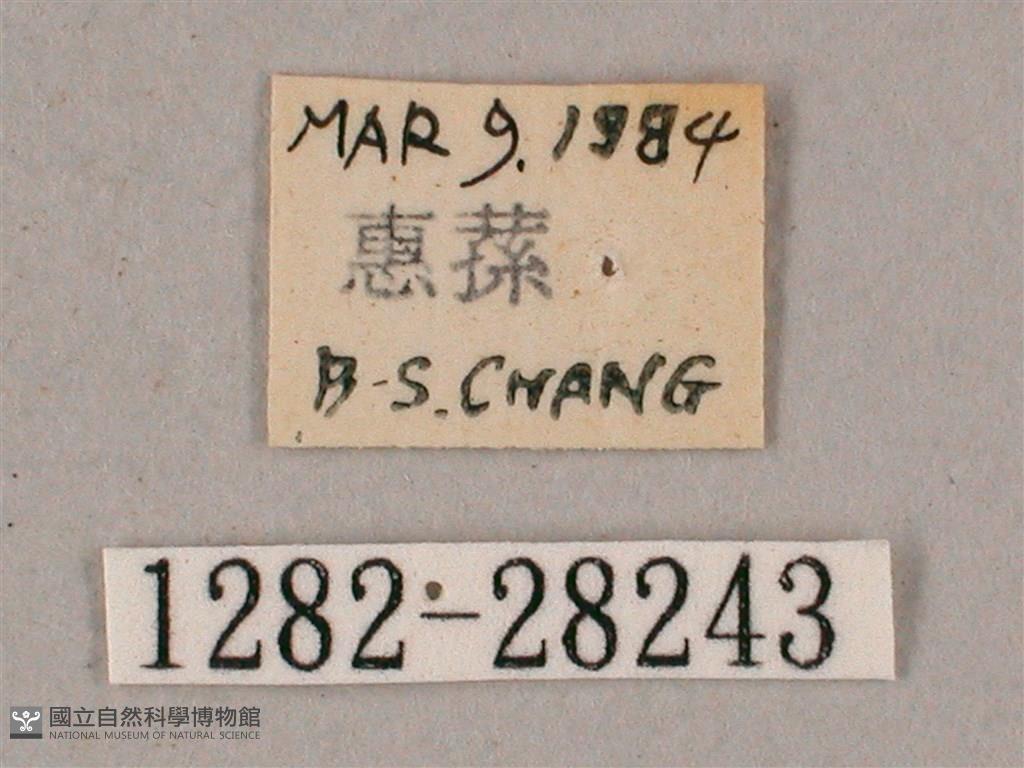 MAR 9. 1984
惠蓀
B-S. CHANG
1282-28243
國立自然科學博物館
NATIONAL MUSEUM OF NATURAL SCIENCE